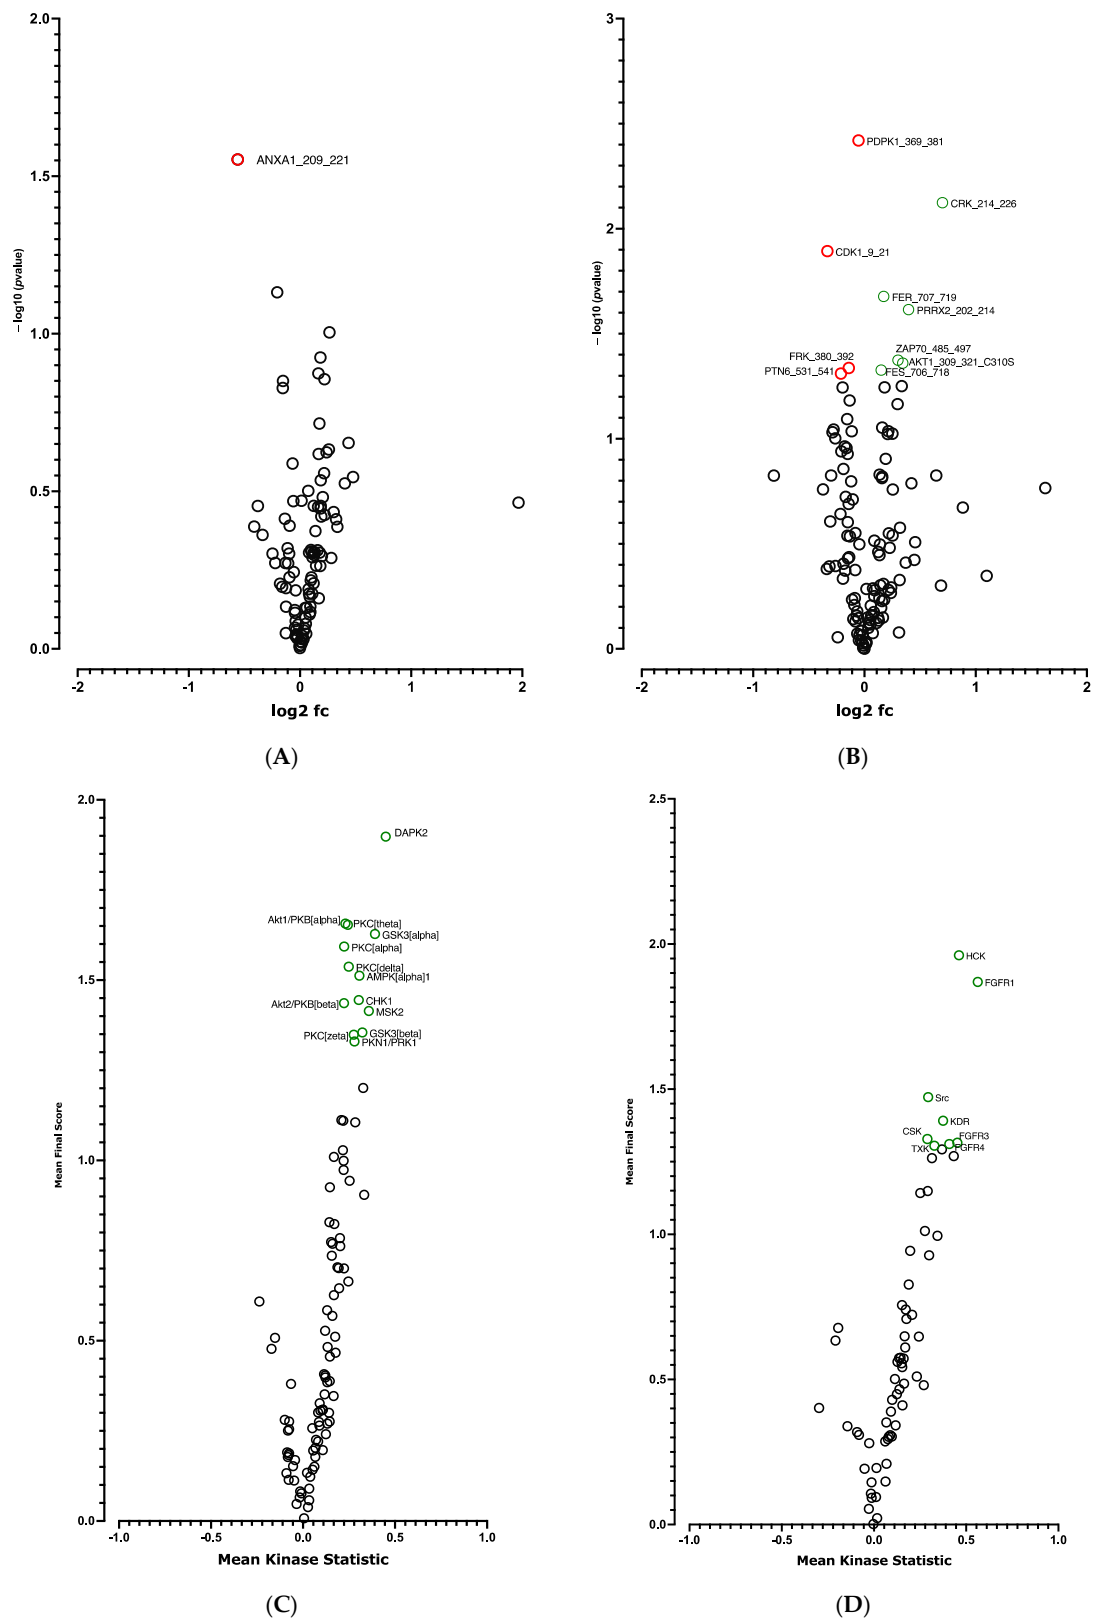 2.0
1.5
1.0
0.5
0.0
−log10 (pvalue)
ANXA1_209_221
-2
-1
0
1
2
log2 fc
(A)
3
2
1
0
−log10 (pvalue)
PDPK1_369_381
CRK_214_226
CDK1_9_21
FER_707_719
PRRX2_202_214
ZAP70_485_497
FRK_380_392
AKT1_309_321_C310S
PTN6_531_541
FES_706_718
-2
-1
0
1
2
log2 fc
(B)
2.0
1.5
1.0
0.5
0.0
Mean Final Score
DAPK2
Akt1/PKB[alpha]
PKC[theta]
GSK3[alpha]
PKC[alpha]
PKC[delta]
AMPK[alpha]1
Akt2/PKB[beta]
CHK1
MSK2
PKC[zeta]
GSK3[beta]
PKN1/PRK1
-1.0
-0.5
0.0
0.5
1.0
Mean Kinase Statistic
(C)
2.5
2.0
1.5
1.0
0.5
0.0
Mean Final Score
HCK
FGFR1
Src
KDR
CSK
FGFR3
TXK
FGFR4
-1.0
-0.5
0.0
0.5
1.0
Mean Kinase Statistic
(D)